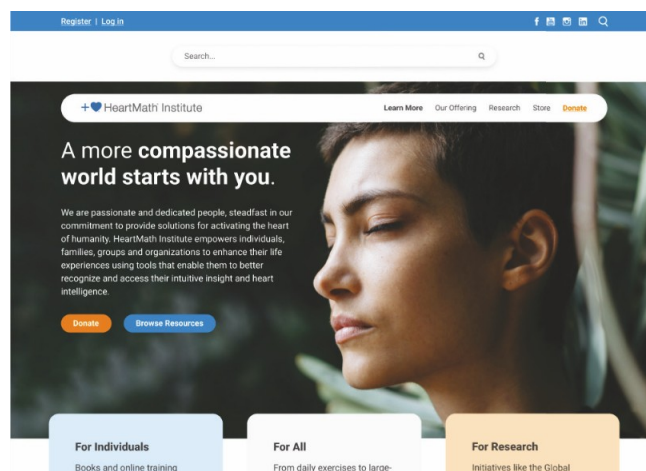 Register | Log in
Search...
HeartMath Institute
Learn More Our Offering Research Store Donate
A more compassionate
world starts with you.
We are passionate and dedicated people, steadfast in our
commitment to provide solutions for activating the heart
of humanity. HeartMath Institute empowers individuals,
families, groups and organizations to enhance their life
experiences using tools that enable them to better
recognize and access their intuitive insight and heart
intelligence.
Donate Browse Resources
For Individuals
Books and online training
For All
From daily exercises to large-
For Research
Initiatives like the Global